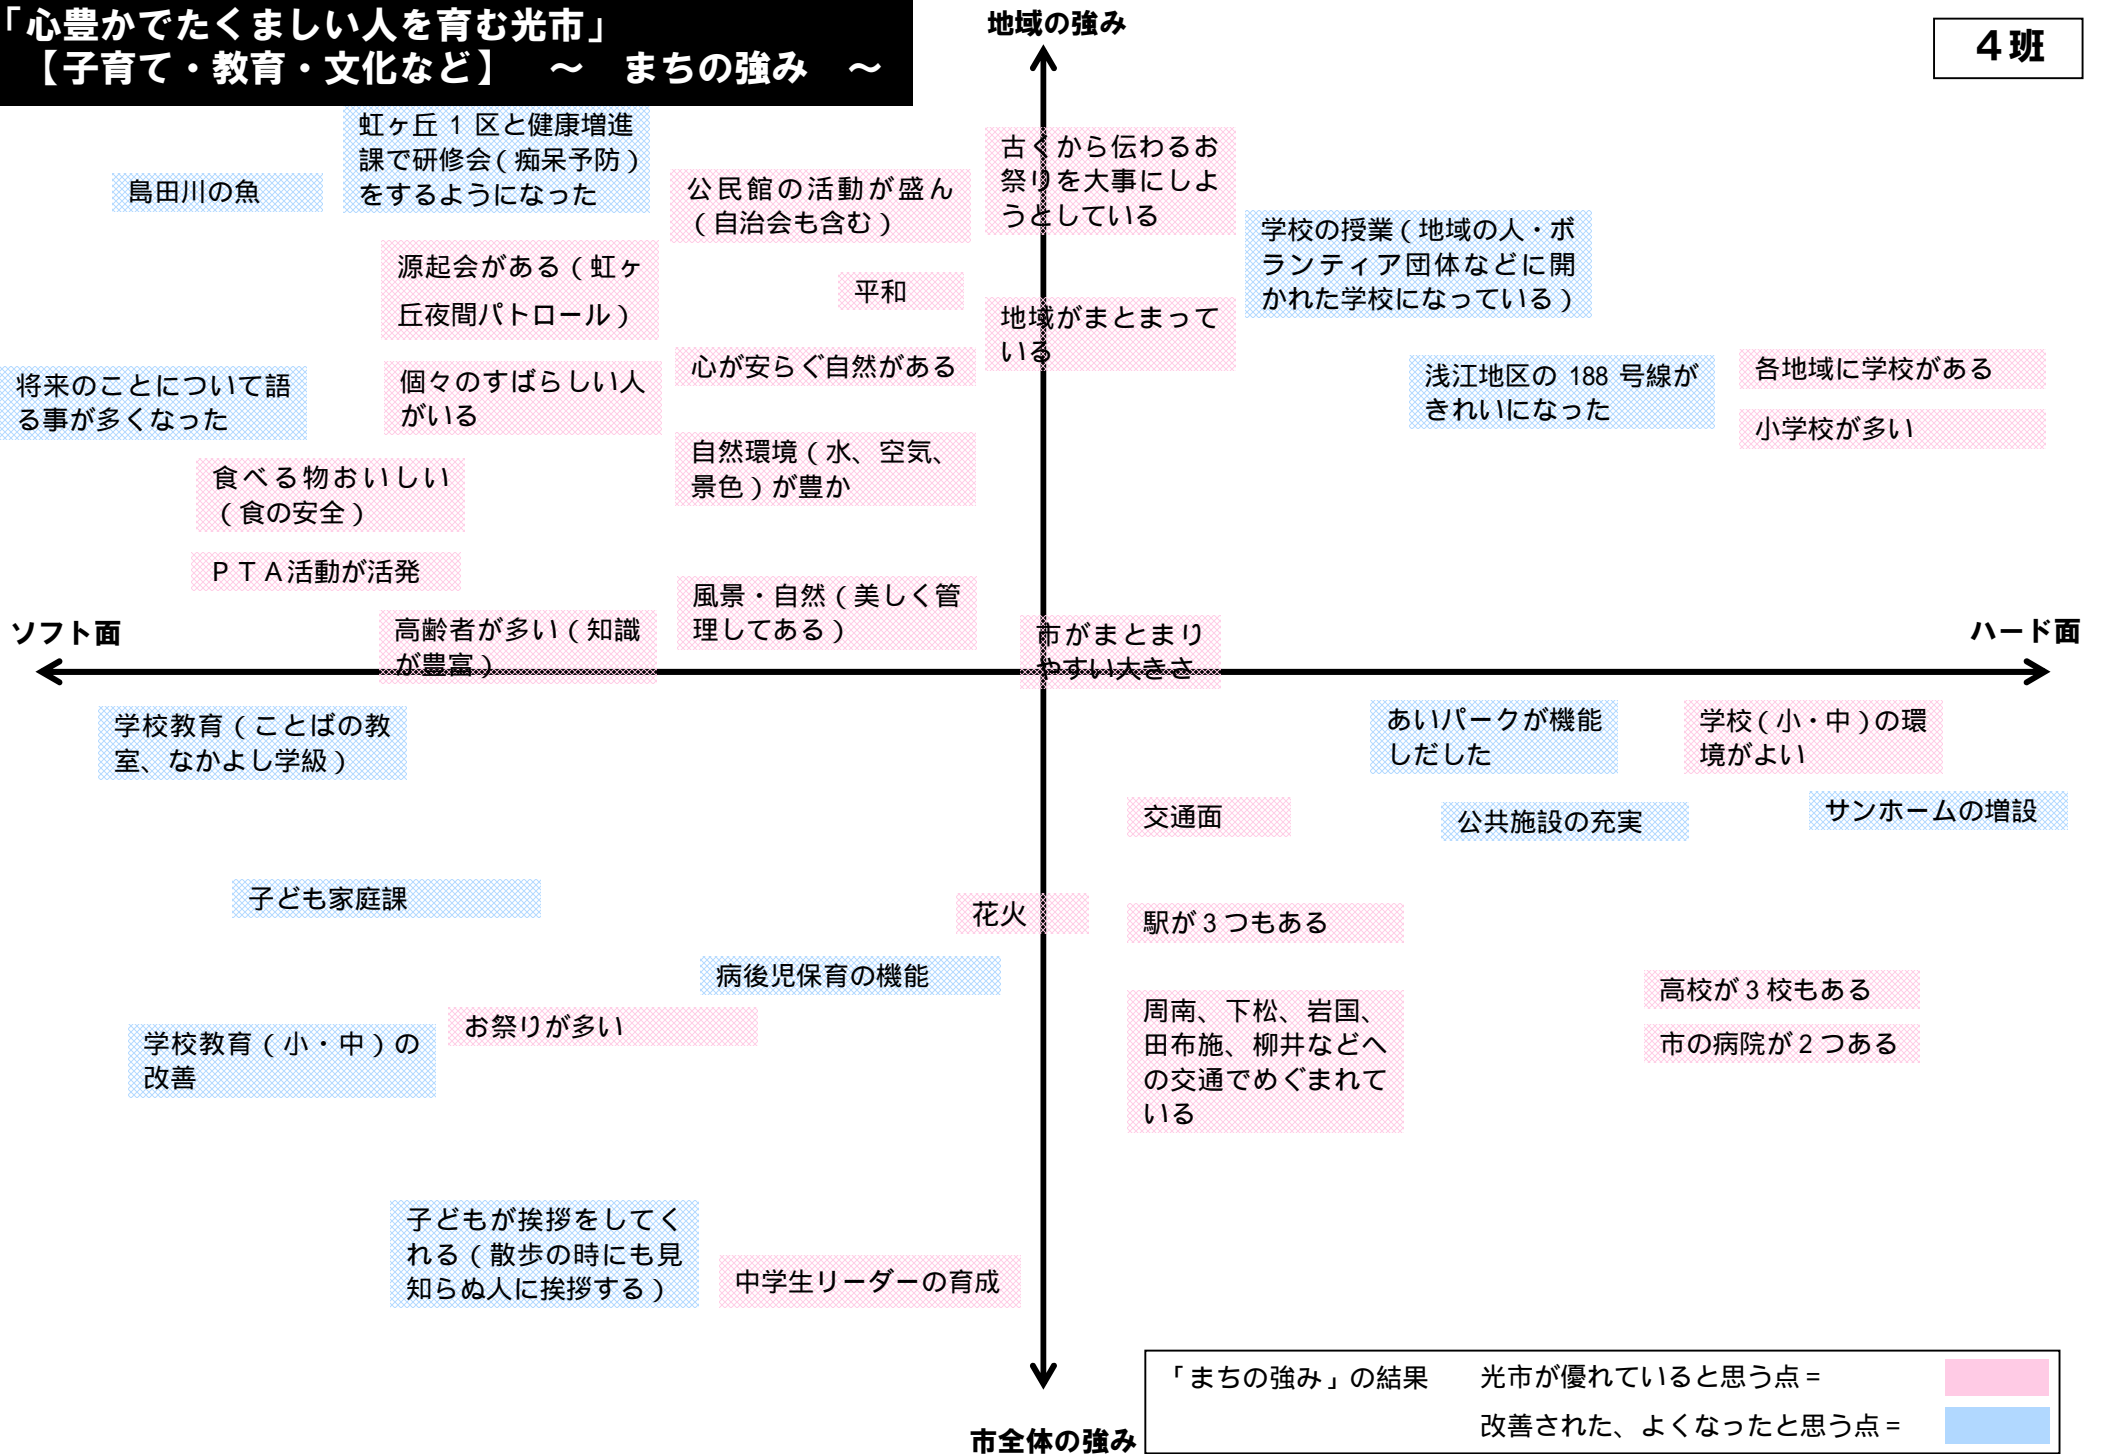 「心豊かでたくましい人を育む光市」
【子育て・教育・文化など】　～　まちの強み　～
地域の強み
４班
虹ヶ丘 1 区と健康増進
課で研修会（痴呆予防）
をするようになった
島田川の魚
公民館の活動が盛ん
（自治会も含む）
古くから伝わるお
祭りを大事にしよ
うとしている
学校の授業（地域の人・ボ
ランティア団体などに開
かれた学校になっている）
源起会がある（虹ヶ
丘夜間パトロール）
平和
地域がまとまって
いる
心が安らぐ自然がある
浅江地区の 188 号線が
きれいになった
各地域に学校がある
小学校が多い
将来のことについて語
る事が多くなった
個々のすばらしい人
がいる
自然環境（水、空気、
景色）が豊か
食べる物おいしい
（食の安全）
ＰＴＡ活動が活発
風景・自然（美しく管
理してある）
高齢者が多い（知識
が豊富）
市がまとまり
やすい大きさ
ソフト面
ハード面
学校教育（ことばの教
室、なかよし学級）
あいパークが機能
しだした
学校（小・中）の環
境がよい
交通面
公共施設の充実
サンホームの増設
子ども家庭課
花火
駅が３つもある
病後児保育の機能
高校が３校もある
お祭りが多い
周南、下松、岩国、
田布施、柳井などへ
の交通でめぐまれて
いる
市の病院が２つある
学校教育（小・中）の
改善
子どもが挨拶をしてく
れる（散歩の時にも見
知らぬ人に挨拶する）
中学生リーダーの育成
「まちの強み」の結果　光市が優れていると思う点＝
改善された、よくなったと思う点＝
市全体の強み